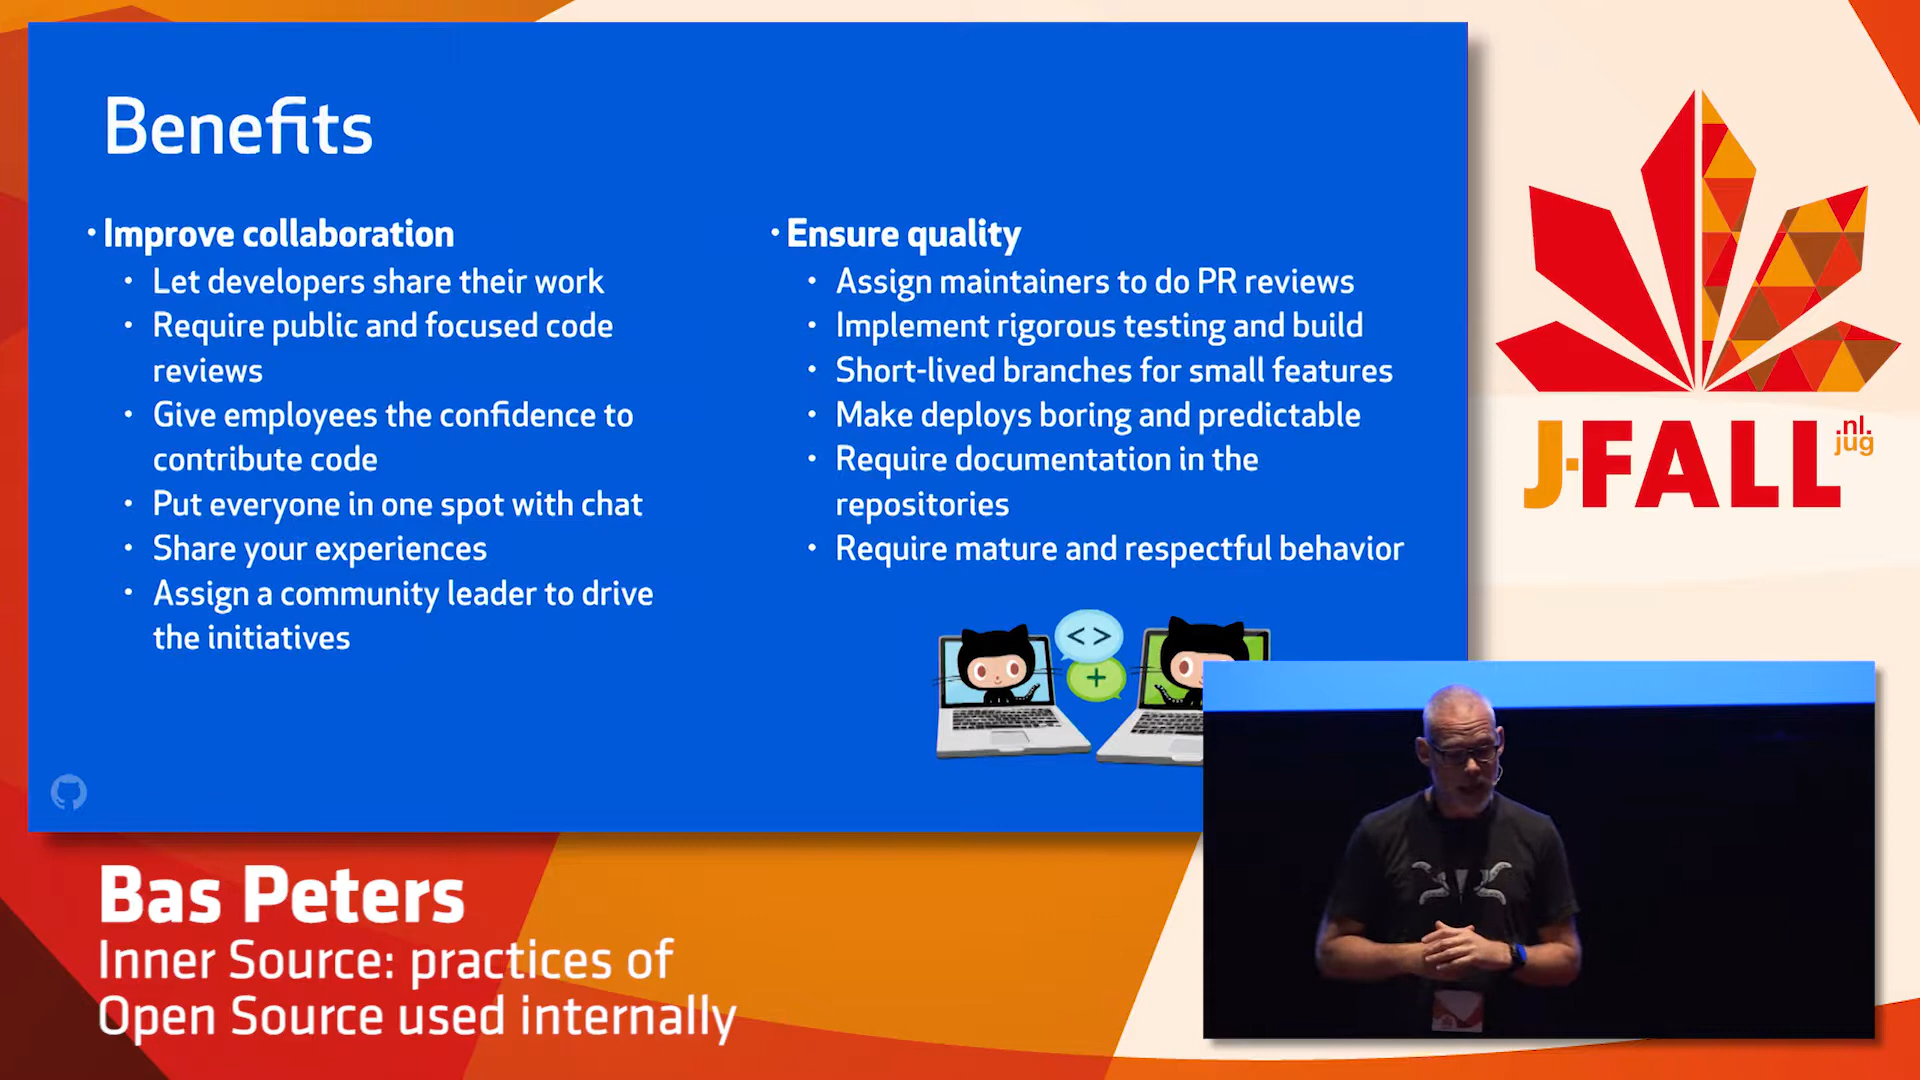 Benefits
• Improve collaboration
• Let developers share their work
• Require public and focused code
reviews
• Give employees the confidence to
contribute code
• Put everyone in one spot with chat
• Share your experiences
• Assign a community leader to drive
the initiatives
• Ensure quality
• Assign maintainers to do PR reviews
• Implement rigorous testing and build
• Short-lived branches for small features
• Make deploys boring and predictable
• Require documentation in the
repositories
• Require mature and respectful behavior
< >
+
J-FALL
.nl.
jug
Bas Peters
Inner Source: practices of
Open Source used internally